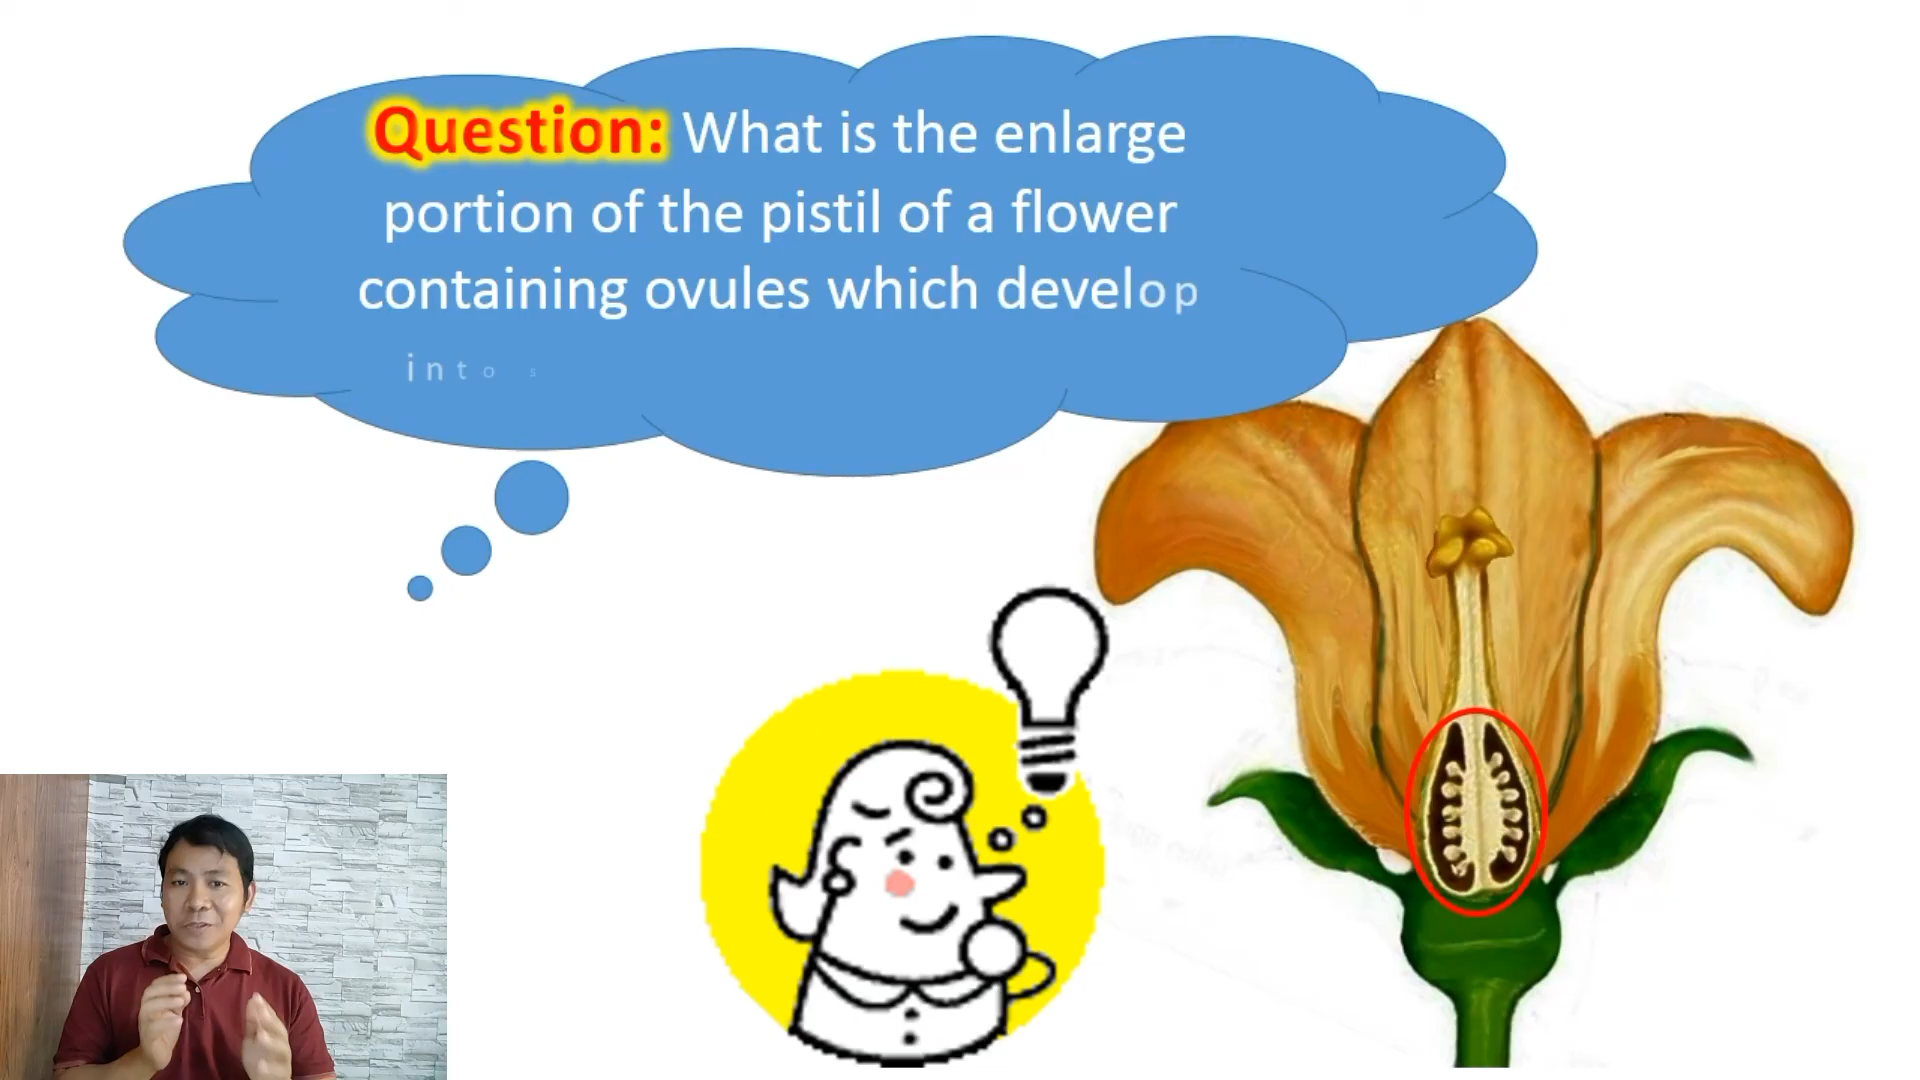 Question: What is the enlarge
portion of the pistil of a flower
containing ovules which develop
into s